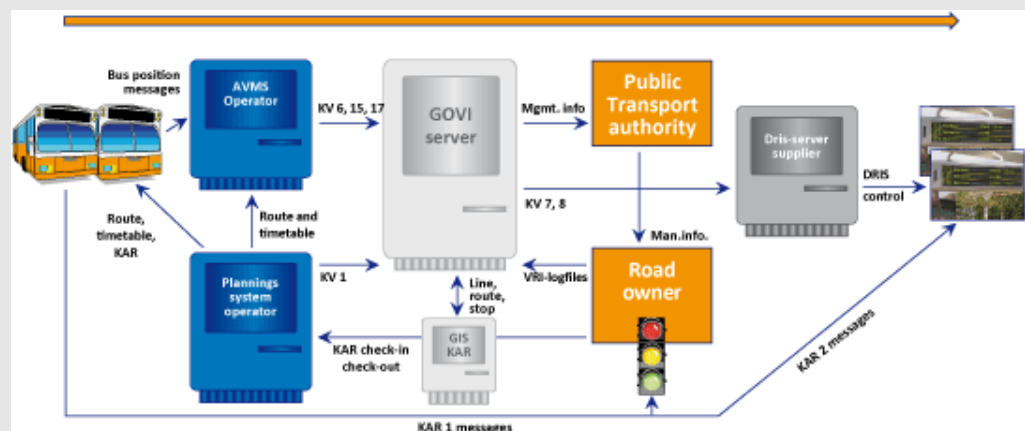 Bus position
messages
AVMS
Operator
KV 6, 15, 17
GOVI
server
Mgmt. info
Public
Transport
authority
Dris-server
supplier
DRIS
control
KV 7, 8
Route,
timetable,
KAR
Route and
timetable
Man.info.
Plannings
system
operator
KV 1
Line,
route,
stop
VRI-logfiles
Road
owner
GIS
KAR
KAR check-in
check-out
KAR 2 messages
KAR 1 messages